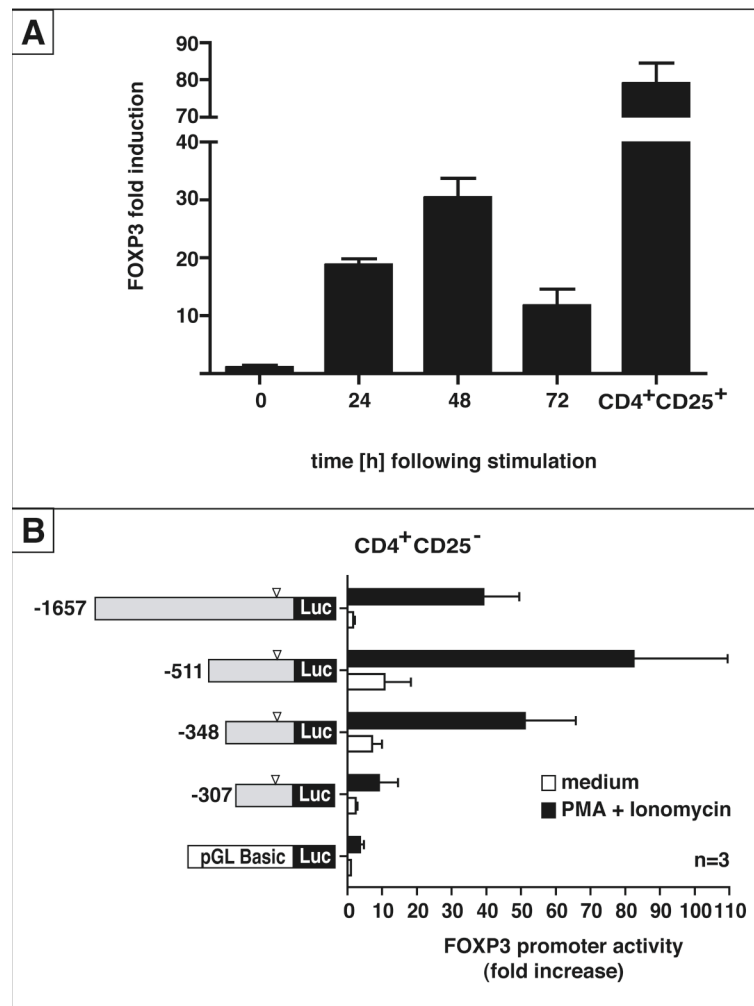 A
FOXP3 fold induction
90
80
70
40
30
20
10
0 24 48 72 CD4+CD25+
time [h] following stimulation
B
CD4+CD25-
-1657 Luc
-511 Luc
-348 Luc
-307 Luc
pGL Basic Luc
medium
PMA + Ionomycin
n=3
0 10 20 30 40 50 60 70 80 90 100 110
FOXP3 promoter activity
(fold increase)